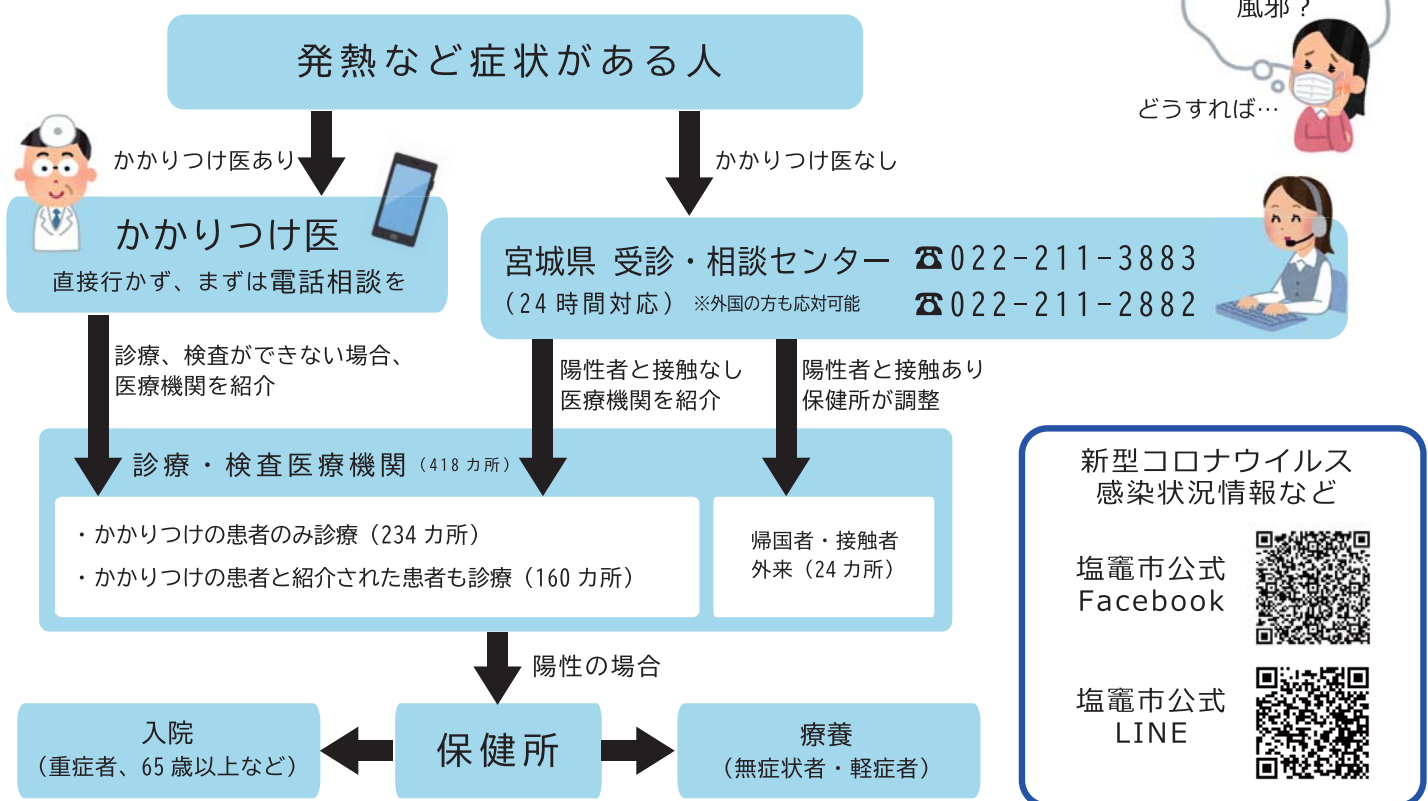 風邪?
発熱など症状がある人
どうすれば…
かかりつけ医あり
かかりつけ医なし
かかりつけ医
直接行かず、まずは電話相談を
宮城県 受診・相談センター ☎022-211-3883
(24時間対応) ※外国の方も応対可能 ☎022-211-2882
診療、検査ができない場合、
医療機関を紹介
陽性者と接触なし
医療機関を紹介
陽性者と接触あり
保健所が調整
診療・検査医療機関(418カ所)
・かかりつけの患者のみ診療(234カ所)
・かかりつけの患者と紹介された患者も診療(160カ所)
帰国者・接触者
外来(24カ所)
陽性の場合
入院
(重症者、65歳以上など)
保健所
療養
(無症状者・軽症者)
新型コロナウイルス
感染状況情報など
塩竈市公式
Facebook
塩竈市公式
LINE